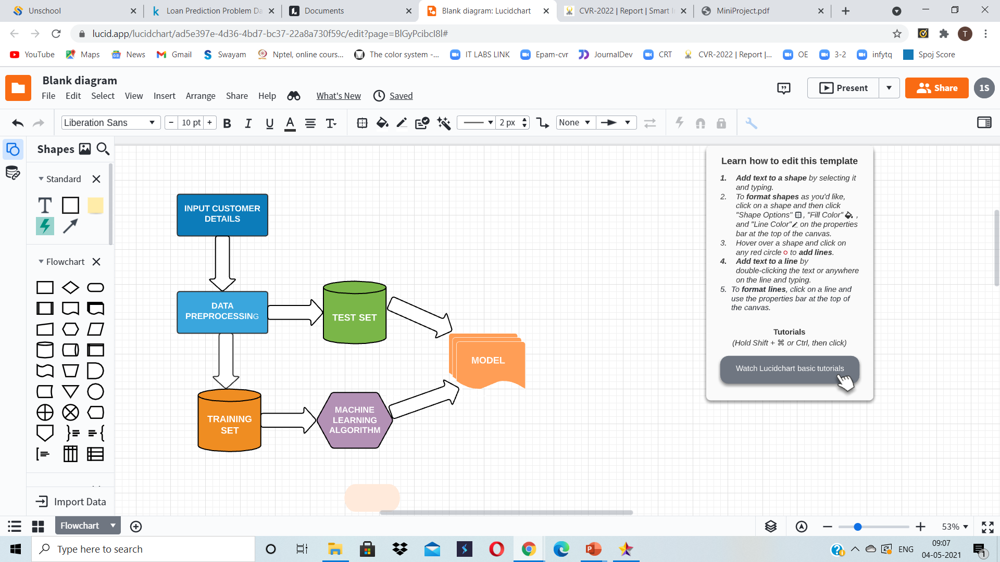 Unschool
Loan Prediction Problem Da
Documents
Blank diagram: Lucidchart
CVR-2022 | Report | Smart I
MiniProject.pdf
lucid.app/lucidchart/ad5e397e-4d36-4bd7-bc37-22a8a730f59c/edit?page=BlGyPcibcI8l#
T
YouTube
Maps
News
Gmail
Swayam
Nptel, online cours...
The color system -...
IT LABS LINK
Epam-cvr
JournalDev
CRT
CVR-2022 | Report |...
OE
3-2
infytq
Spoj Score
Blank diagram
File Edit Select View Insert Arrange Share Help What's New Saved
Present
Share
1S
Liberation Sans
10 pt
2 px
None
Shapes
Standard
Flowchart
Import Data
INPUT CUSTOMER
DETAILS
DATA
PREPROCESSING
TEST SET
MODEL
TRAINING
SET
MACHINE
LEARNING
ALGORITHM
Learn how to edit this template
1. Add text to a shape by selecting it
and typing.
2. To format shapes as you'd like,
click on a shape and then click
"Shape Options" , "Fill Color" ,
and "Line Color" on the properties
bar at the top of the canvas.
3. Hover over a shape and click on
any red circle to add lines.
4. Add text to a line by
double-clicking the text or anywhere
on the line and typing.
5. To format lines, click on a line and
use the properties bar at the top of
the canvas.
Tutorials
(Hold Shift + ⌘ or Ctrl, then click)
Watch Lucidchart basic tutorials
Flowchart
53%
Type here to search
ENG
09:07
04-05-2021
1